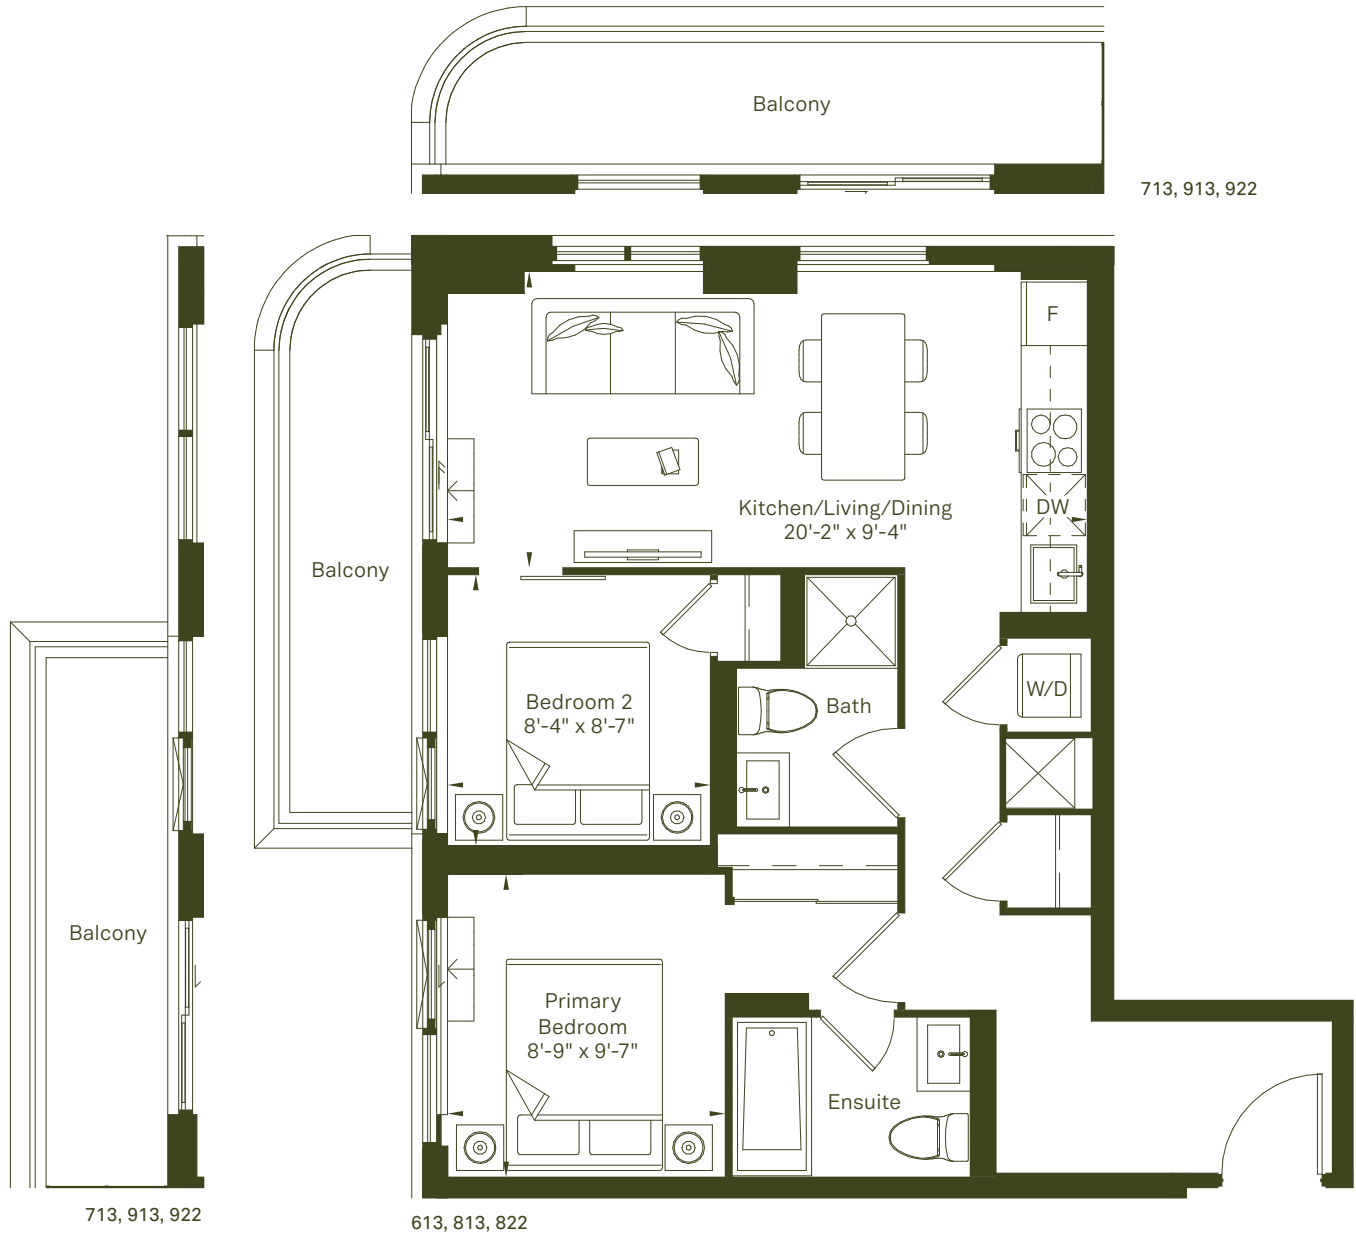 Balcony
713, 913, 922
F
Kitchen/Living/Dining
20'-2" x 9'-4"
DW
Balcony
Bedroom 2
8'-4" x 8'-7"
Bath
W/D
Balcony
Primary
Bedroom
8'-9" x 9'-7"
Ensuite
713, 913, 922
613, 813, 822